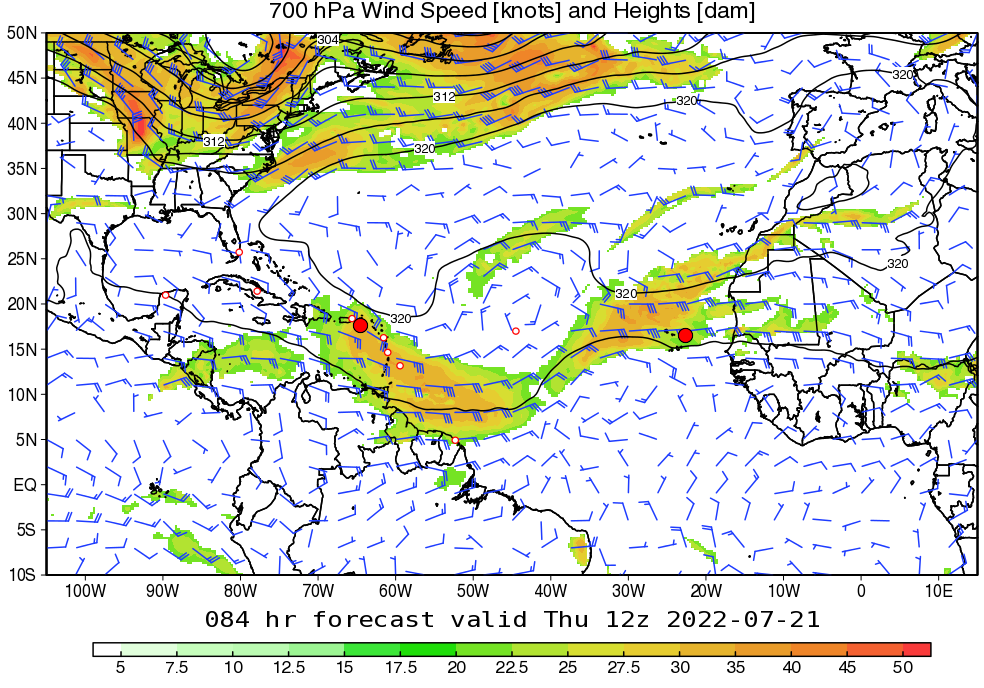 700 hPa Wind Speed [knots] and Heights [dam]
50N
304
45N
320
312
320
40N
312
320
35N
30N
25N
320
20N
320
320
15N
10N
5N
EQ
5S
10S
100W 90W 80W 70W 60W 50W 40W 30W 20W 10W 0 10E
084 hr forecast valid Thu 12z 2022-07-21
5 7.5 10 12.5 15 17.5 20 22.5 25 27.5 30 35 40 45 50